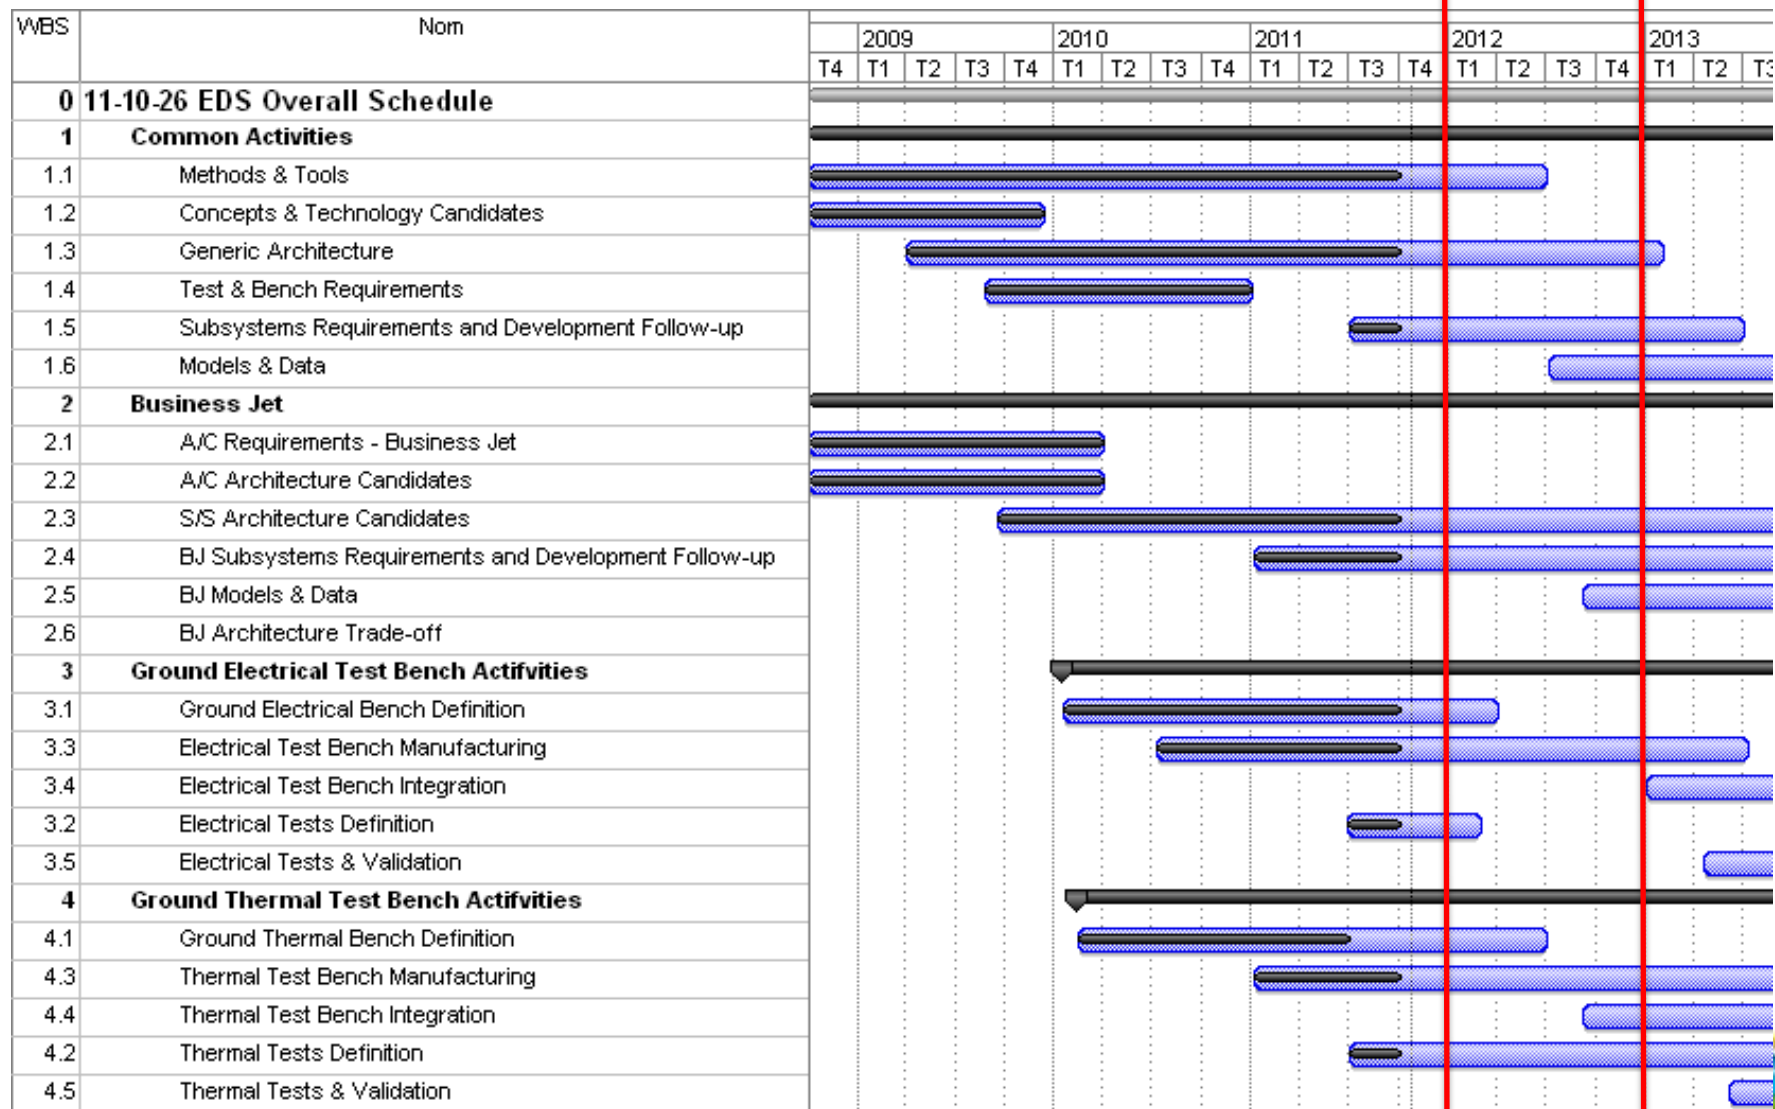 WBS Nom 2009 2010 2011 2012 2013
T4 T1 T2 T3 T4 T1 T2 T3 T4 T1 T2 T3 T4 T1 T2 T3 T4 T1 T2 T3
0 11-10-26 EDS Overall Schedule
1 Common Activities
1.1 Methods & Tools
1.2 Concepts & Technology Candidates
1.3 Generic Architecture
1.4 Test & Bench Requirements
1.5 Subsystems Requirements and Development Follow-up
1.6 Models & Data
2 Business Jet
2.1 A/C Requirements - Business Jet
2.2 A/C Architecture Candidates
2.3 S/S Architecture Candidates
2.4 BJ Subsystems Requirements and Development Follow-up
2.5 BJ Models & Data
2.6 BJ Architecture Trade-off
3 Ground Electrical Test Bench Actifvities
3.1 Ground Electrical Bench Definition
3.3 Electrical Test Bench Manufacturing
3.4 Electrical Test Bench Integration
3.2 Electrical Tests Definition
3.5 Electrical Tests & Validation
4 Ground Thermal Test Bench Actifvities
4.1 Ground Thermal Bench Definition
4.3 Thermal Test Bench Manufacturing
4.4 Thermal Test Bench Integration
4.2 Thermal Tests Definition
4.5 Thermal Tests & Validation